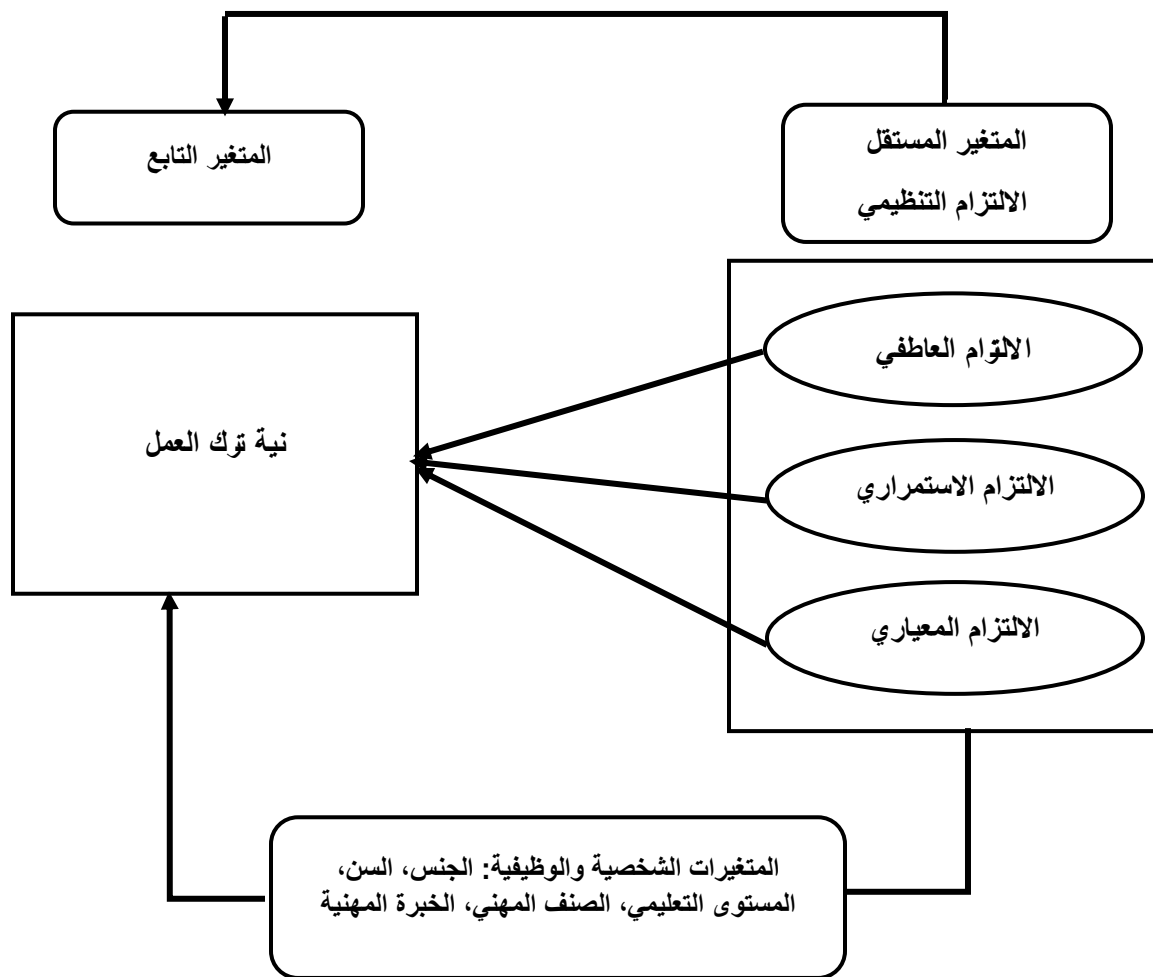 المتغير المستقل
الالتزام التنظيمي
المتغير التابع
الالتزام العاطفي
نية ترك العمل
الالتزام الاستمراري
الالتزام المعياري
المتغيرات الشخصية والوظيفية: الجنس، السن،
المستوى التعليمي، الصنف المهني، الخبرة المهنية